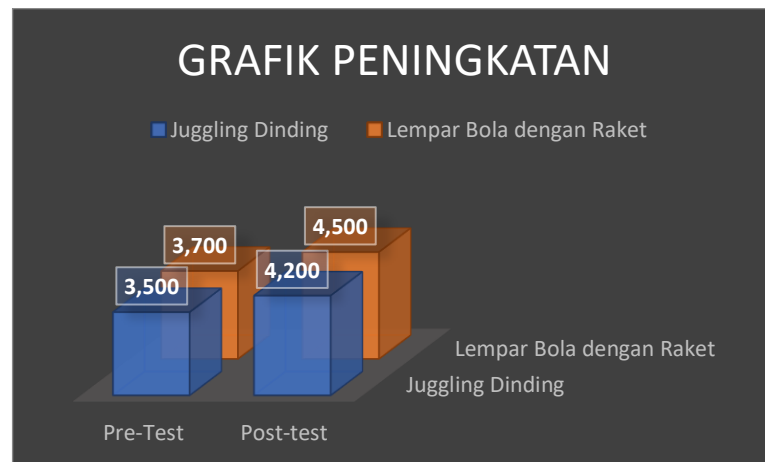 GRAFIK PENINGKATAN
Juggling Dinding Lempar Bola dengan Raket
4,500
3,700
4,200
3,500
Lempar Bola dengan Raket
Juggling Dinding
Pre-Test Post-test